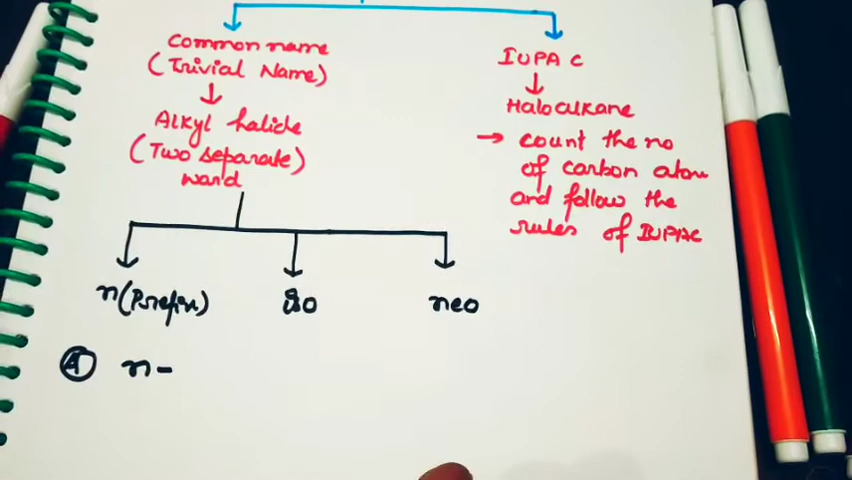 Common name
(Trivial Name)
Alkyl halide
(Two separate)
word
n(Prefix)
iso
neo
A n-
IUPAC
Haloalkane
→ count the no
of carbon atom
and follow the
rules of IUPAC